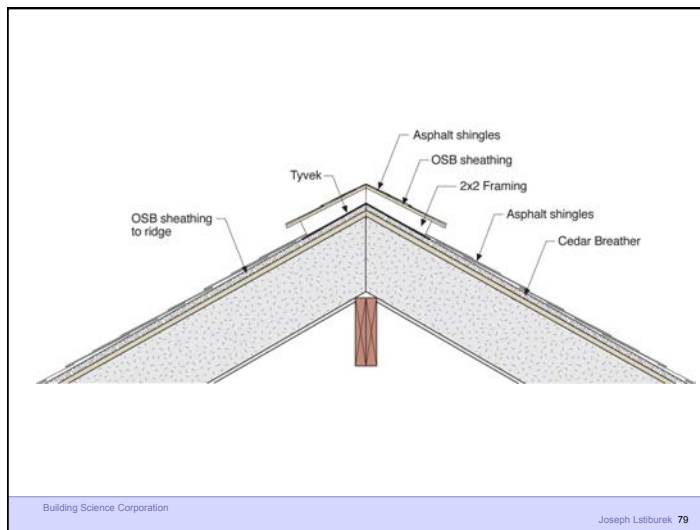 Asphalt shingles
OSB sheathing
Tyvek
2x2 Framing
OSB sheathing
to ridge
Asphalt shingles
Cedar Breather
Building Science Corporation
Joseph Lstiburek 79